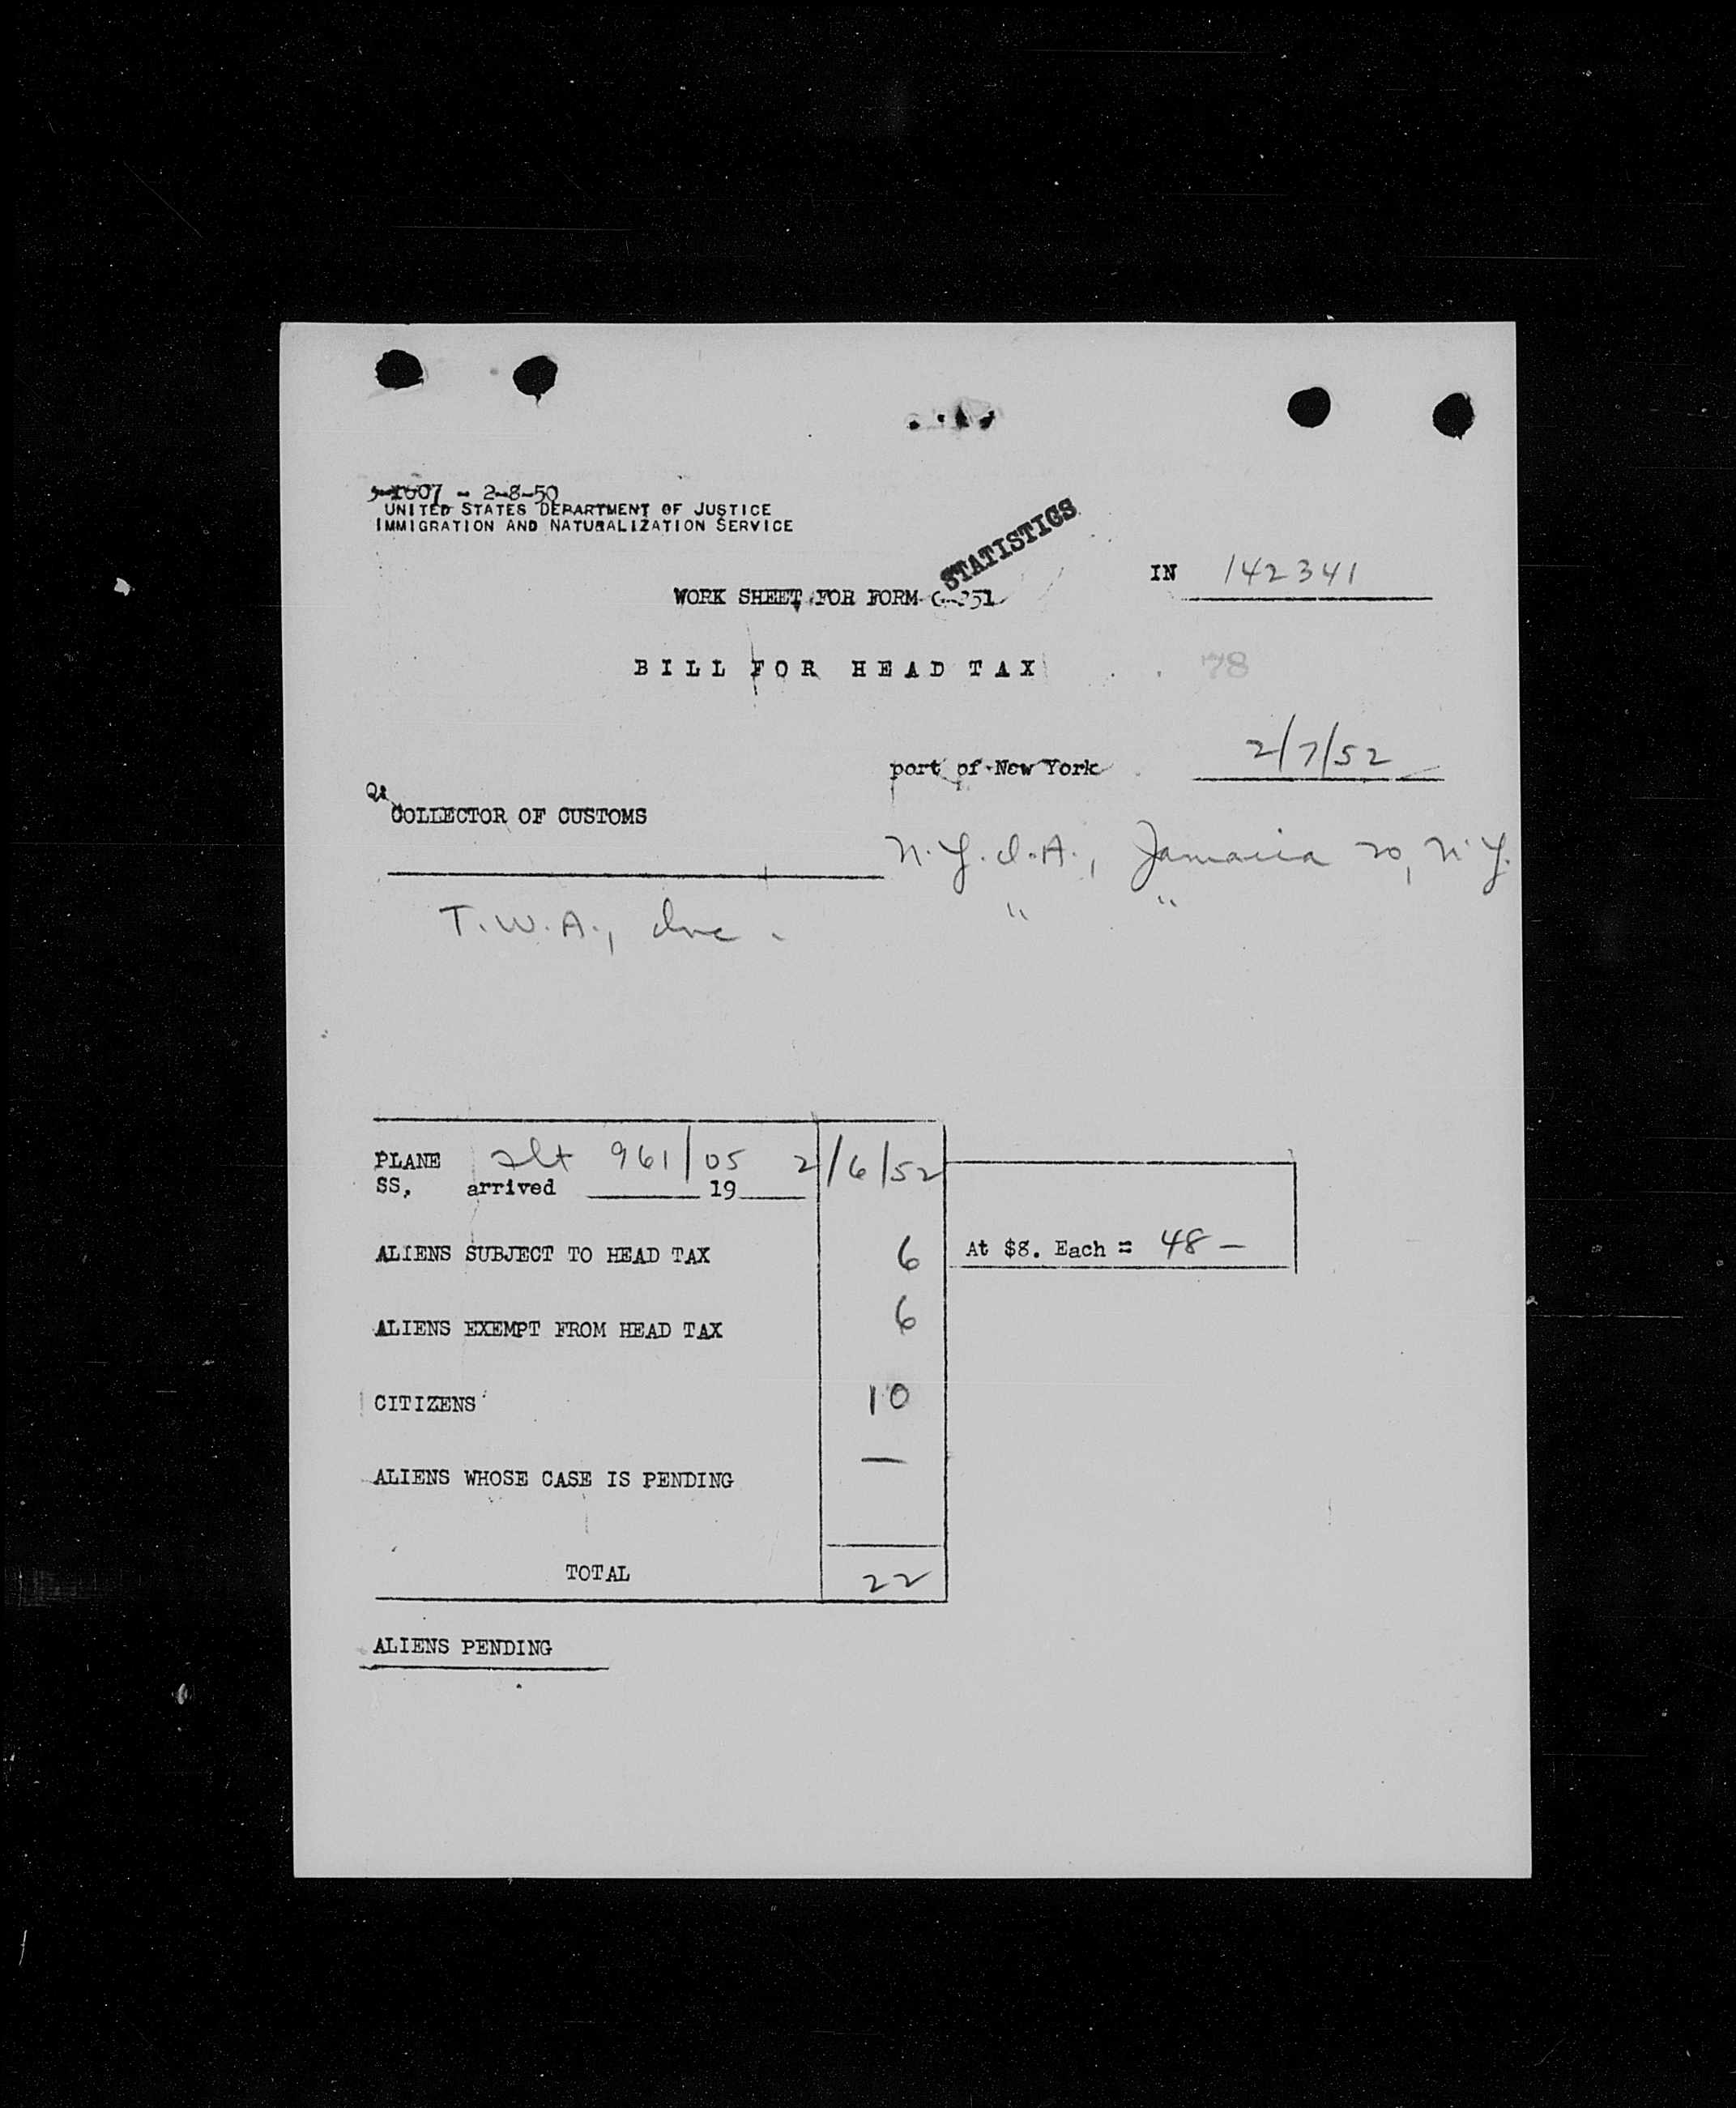 -1607 - 2-8-50
UNITED STATES DEPARTMENT OF JUSTICE
IMMIGRATION AND NATURALIZATION SERVICE
STATISTICS
IN 142341
WORK SHEET FOR FORM G-251
BILL FOR HEAD TAX
78
port of New York 2/7/52
COLLECTOR OF CUSTOMS
N.Y.I.A., Jamaica 20, N.Y.
T.W.A., Inc. " "
PLANE flt 961/05 2/6/52
SS, arrived 19
ALIENS SUBJECT TO HEAD TAX 6 At $8. Each = 48 —
ALIENS EXEMPT FROM HEAD TAX 6
CITIZENS 10
ALIENS WHOSE CASE IS PENDING —
TOTAL 22
ALIENS PENDING